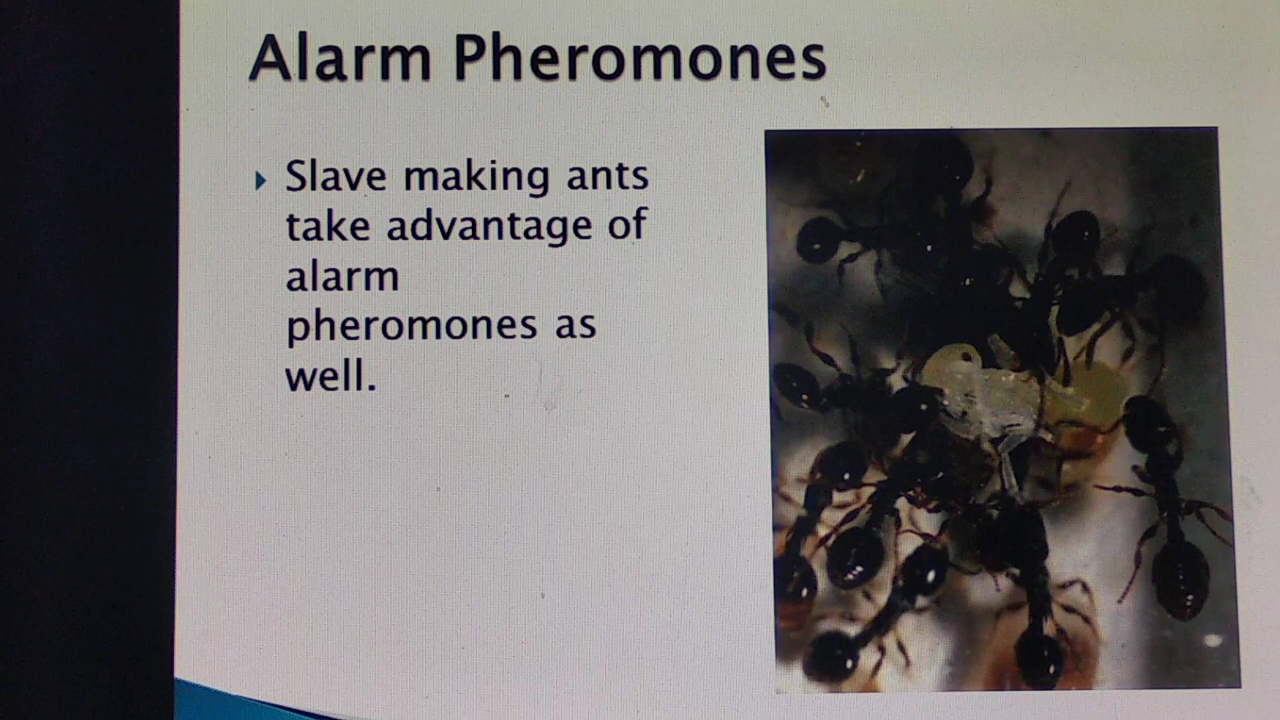 Alarm Pheromones
Slave making ants
take advantage of
alarm
pheromones as
well.